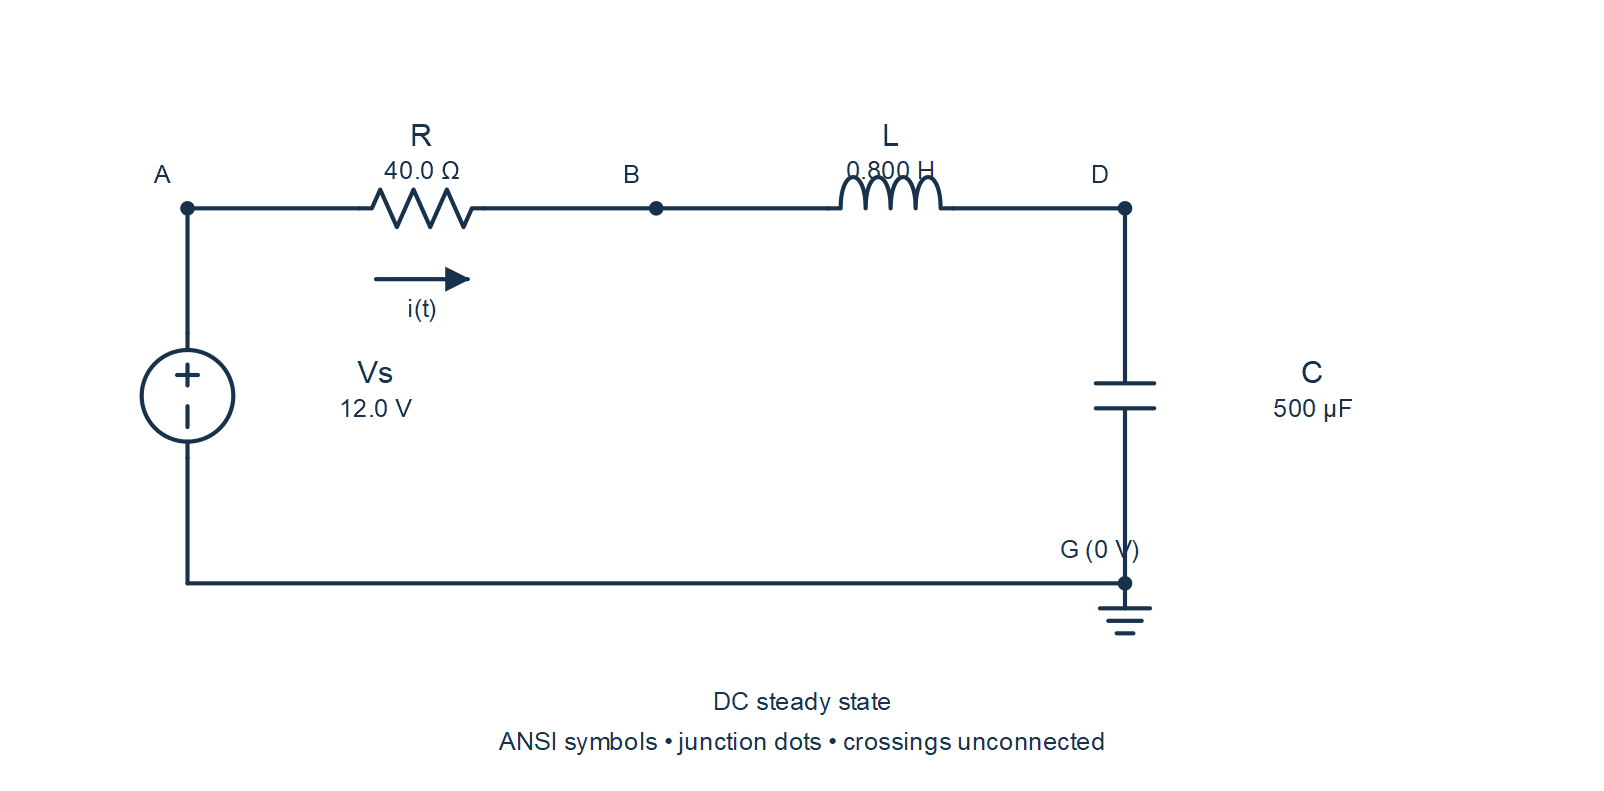 R
L
40.0 Ω
0.800 H
A
B
D
i(t)
Vs
C
12.0 V
500 µF
G (0 V)
DC steady state
ANSI symbols • junction dots • crossings unconnected